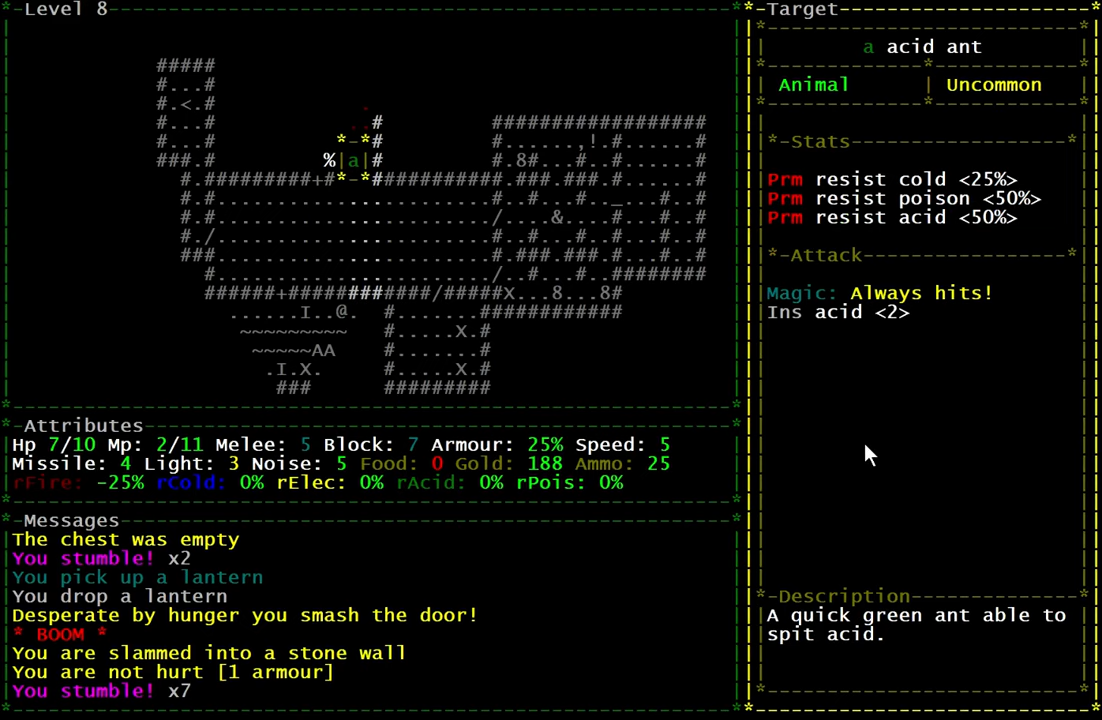 Level 8
#####
#...#
#.<.#
#...#
#...#
###.#
#.#########+#*-*##########.###.###.#......#
#.#......................#..#...#..#.._...#..#
#.#....................../....&....#...#..#
#./......................#..#...#..#...#..#
###......................#.###.###.#...#..#
#......................./..#...#..########
######+##########/#####x...8...8#
......I..@. #.......############
~~~~~~~~~ #.....x.#
~~~~~AA #.......#
.I.x. #.....x.#
### #########
Attributes
Hp 7/10 Mp: 2/11 Melee: 5 Block: 7 Armour: 25% Speed: 5
Missile: 4 Light: 3 Noise: 5 Food: 0 Gold: 188 Ammo: 25
rFire: -25% rCold: 0% rElec: 0% rAcid: 0% rPois: 0%
Messages
The chest was empty
You stumble! x2
You pick up a lantern
You drop a lantern
Desperate by hunger you smash the door!
* BOOM *
You are slammed into a stone wall
You are not hurt [1 armour]
You stumble! x7
Target
a acid ant
Animal | Uncommon
Stats
Prm resist cold <25%>
Prm resist poison <50%>
Prm resist acid <50%>
Attack
Magic: Always hits!
Ins acid <2>
Description
A quick green ant able to
spit acid.